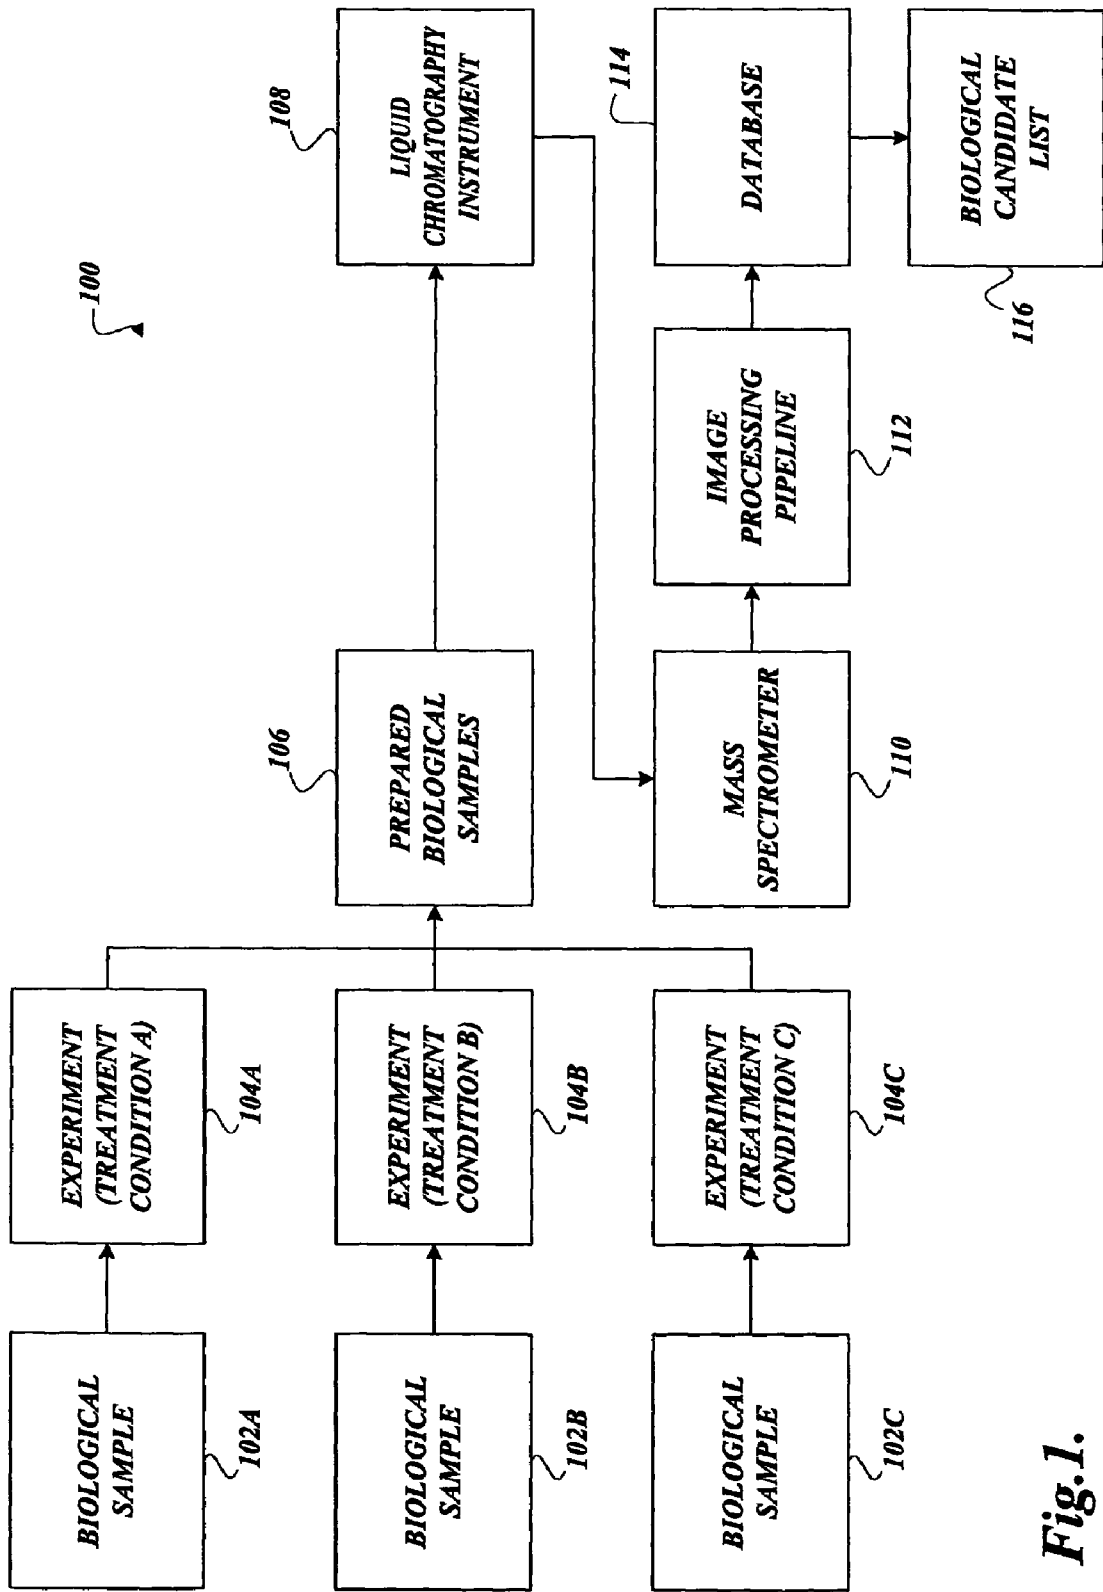 100
BIOLOGICAL
SAMPLE
102A
EXPERIMENT
(TREATMENT
CONDITION A)
104A
BIOLOGICAL
SAMPLE
102B
EXPERIMENT
(TREATMENT
CONDITION B)
104B
BIOLOGICAL
SAMPLE
102C
EXPERIMENT
(TREATMENT
CONDITION C)
104C
106
PREPARED
BIOLOGICAL
SAMPLES
108
LIQUID
CHROMATOGRAPHY
INSTRUMENT
MASS
SPECTROMETER
110
IMAGE
PROCESSING
PIPELINE
112
114
DATABASE
BIOLOGICAL
CANDIDATE
LIST
116
Fig.1.